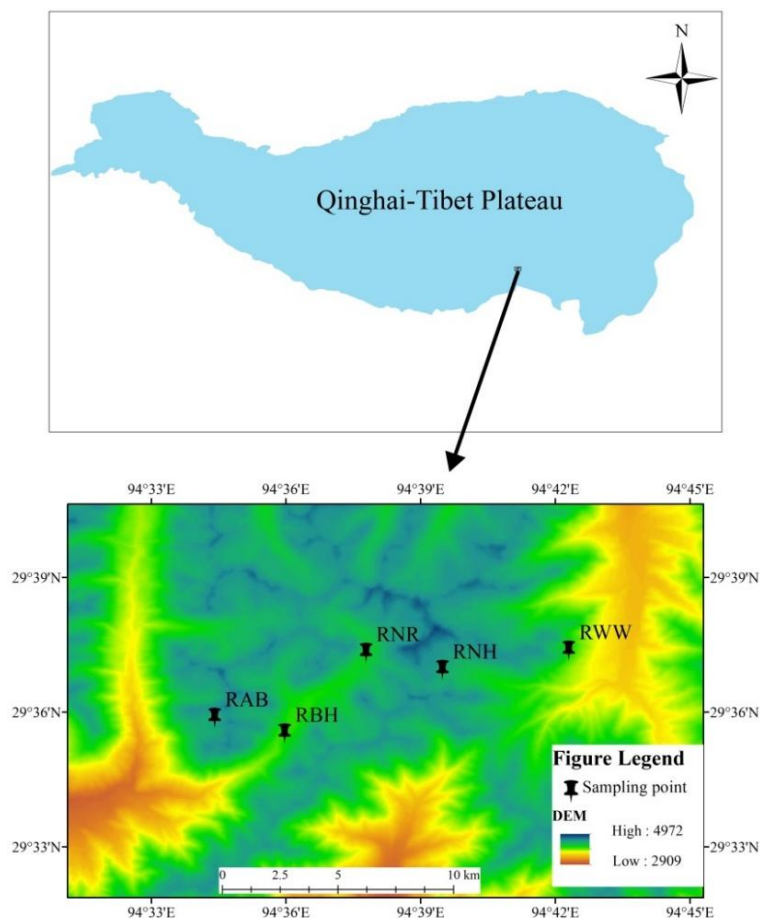 N
Qinghai-Tibet Plateau
94°33'E 94°36'E 94°39'E 94°42'E 94°45'E
29°39'N 29°39'N
RNR
RNH
RWW
RAB
RBH
29°36'N 29°36'N
Figure Legend
Sampling point
DEM
High : 4972
Low : 2909
29°33'N 29°33'N
0 2.5 5 10 km
94°33'E 94°36'E 94°39'E 94°42'E 94°45'E